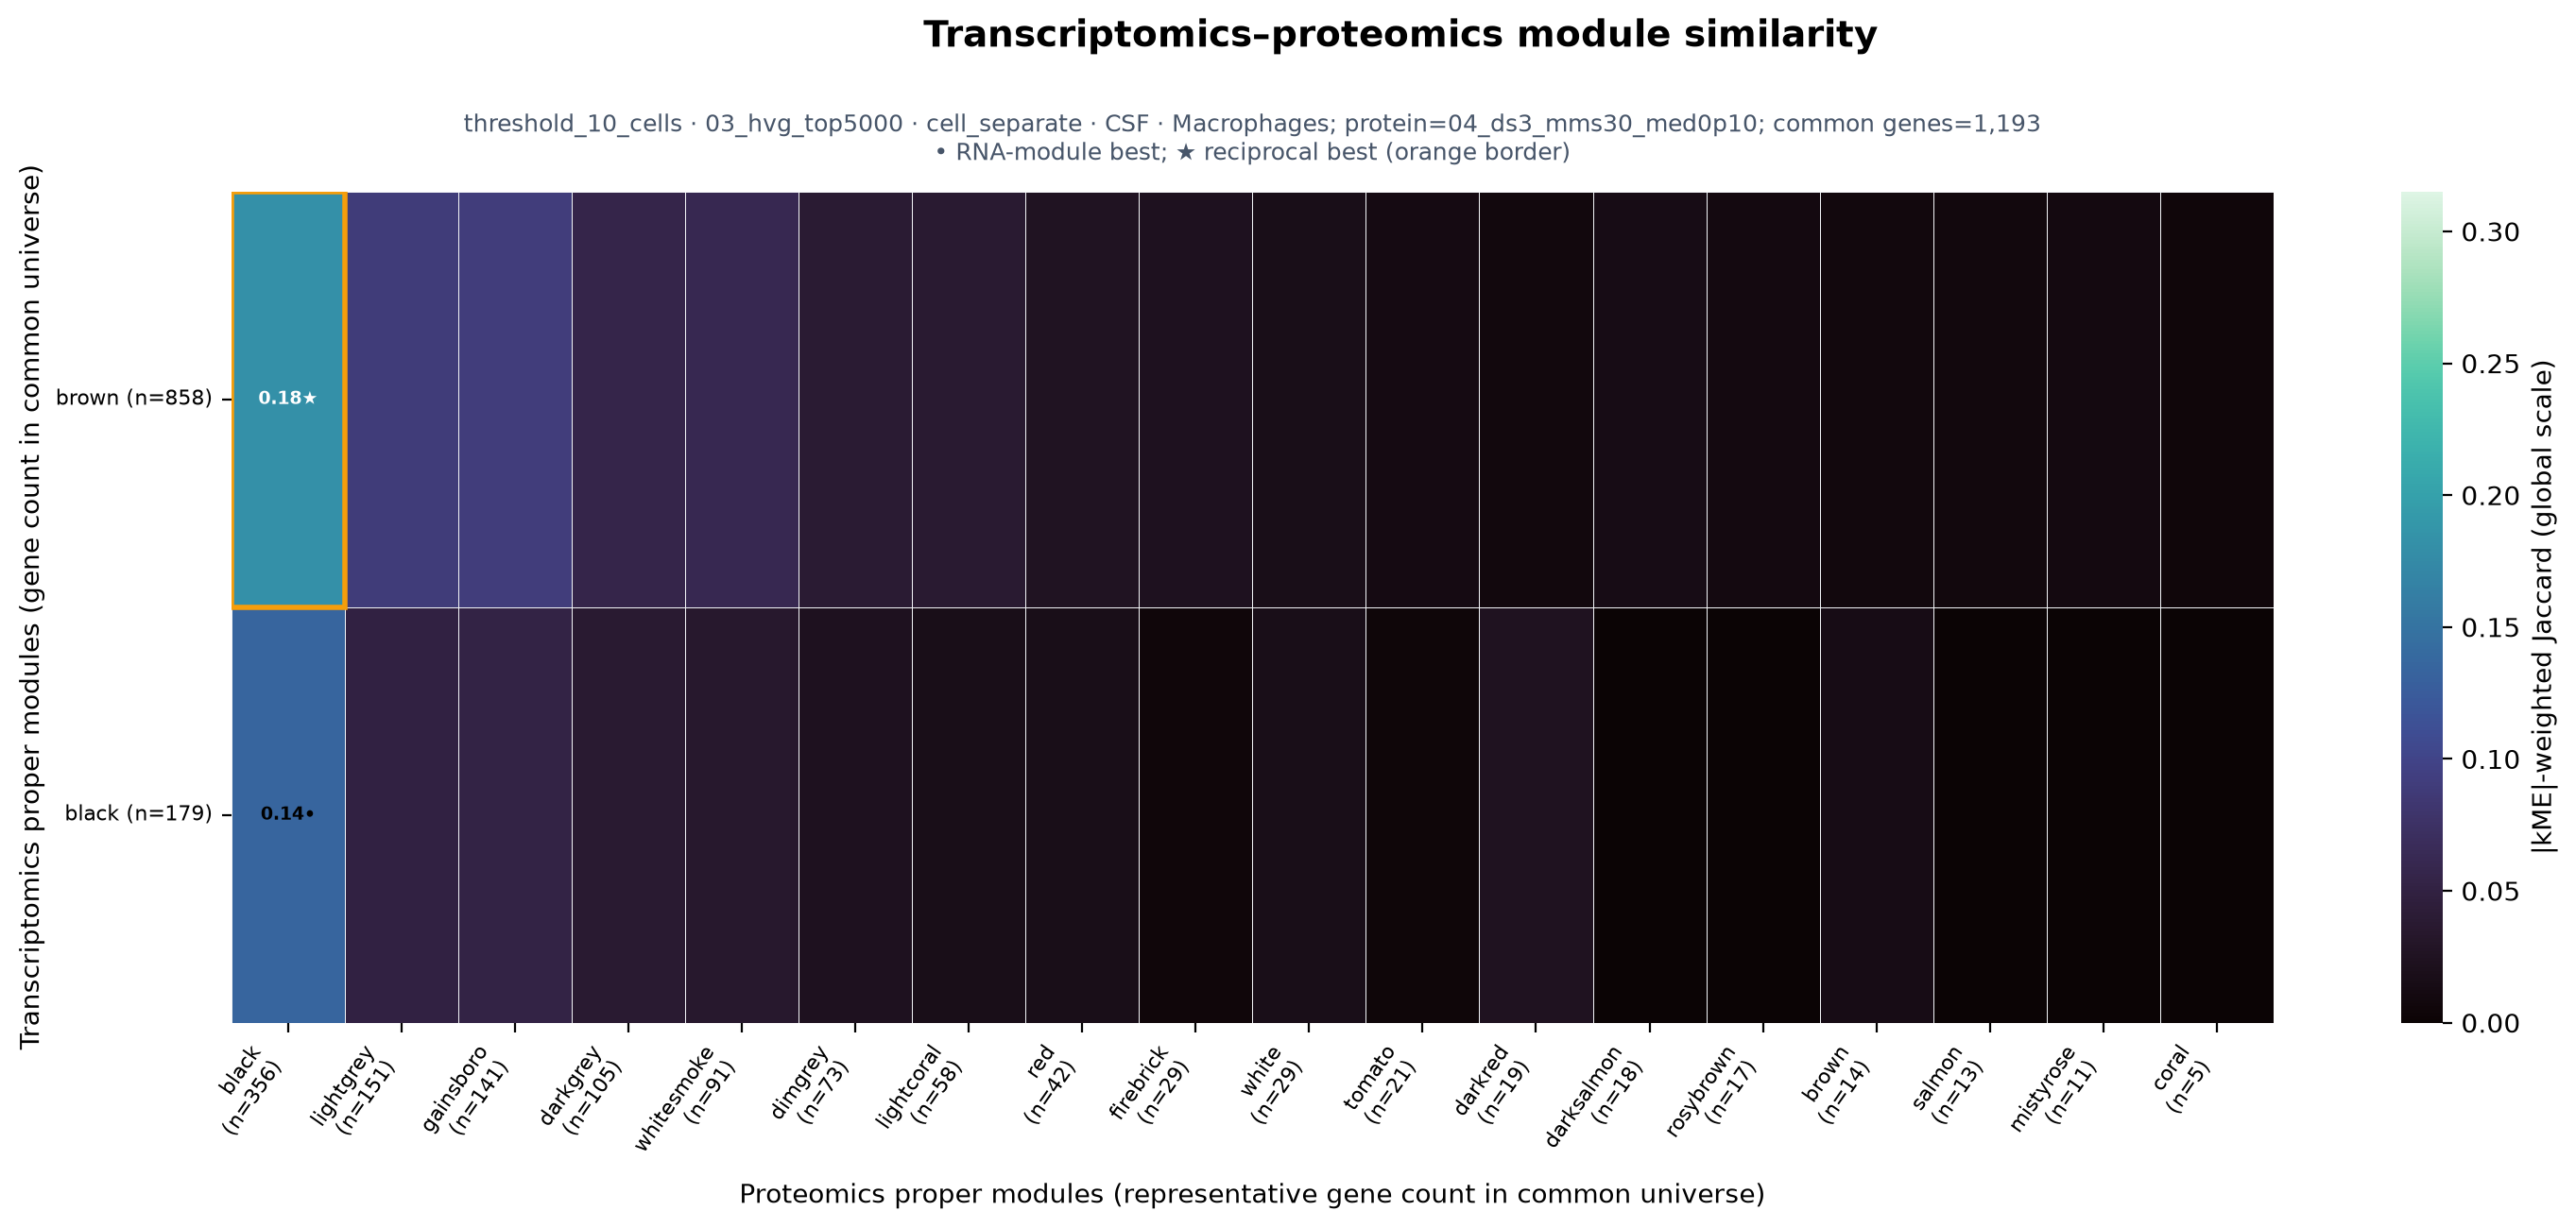 Transcriptomics–proteomics module similarity
threshold_10_cells · 03_hvg_top5000 · cell_separate · CSF · Macrophages; protein=04_ds3_mms30_med0p10; common genes=1,193
• RNA-module best; ★ reciprocal best (orange border)
Transcriptomics proper modules (gene count in common universe)
brown (n=858)
black (n=179)
0.18★
0.14•
black
(n=356)
lightgrey
(n=151)
gainsboro
(n=141)
darkgrey
(n=105)
whitesmoke
(n=91)
dimgrey
(n=73)
lightcoral
(n=58)
red
(n=42)
firebrick
(n=29)
white
(n=29)
tomato
(n=21)
darkred
(n=19)
darksalmon
(n=18)
rosybrown
(n=17)
brown
(n=14)
salmon
(n=13)
mistyrose
(n=11)
coral
(n=5)
Proteomics proper modules (representative gene count in common universe)
0.30
0.25
0.20
0.15
0.10
0.05
0.00
|kME|-weighted Jaccard (global scale)